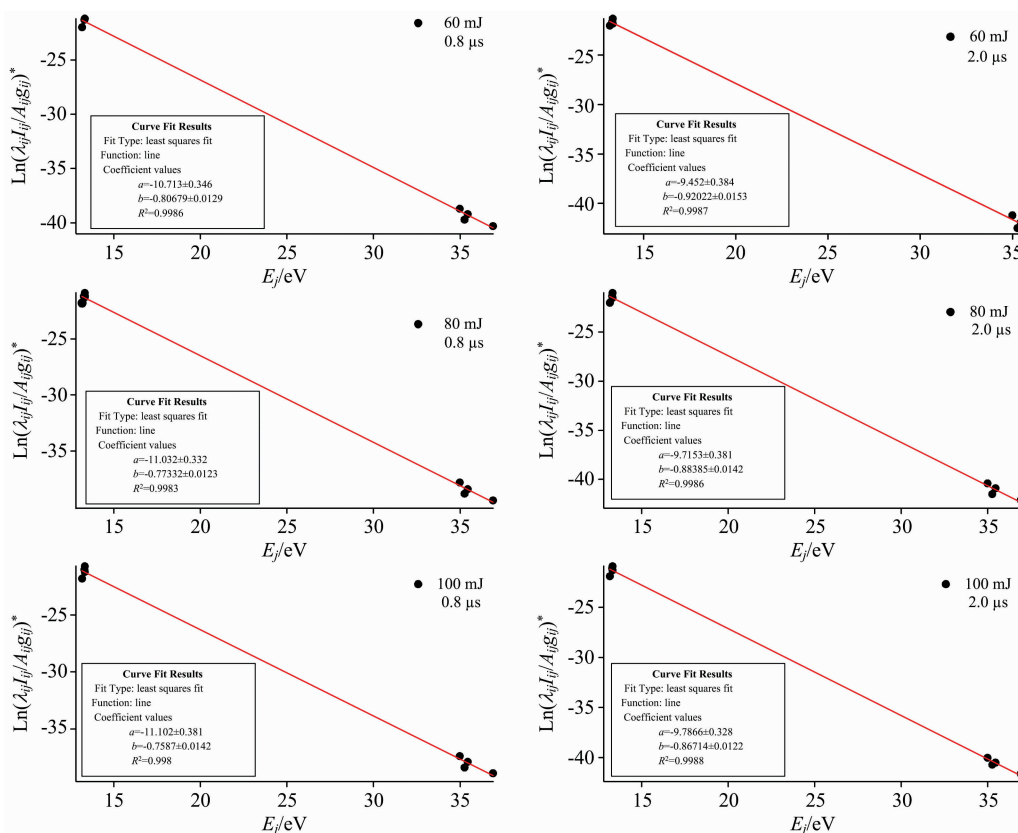 60 mJ
0.8 µs
Ln(λijIij/Aijgij)*
-25
-30
-35
-40
Curve Fit Results
Fit Type: least squares fit
Function: line
Coefficient values
a=-10.713±0.346
b=-0.80679±0.0129
R²=0.9986
15 20 25 30 35
Ej/eV
60 mJ
2.0 µs
Ln(λijIij/Aijgij)*
-25
-30
-35
-40
Curve Fit Results
Fit Type: least squares fit
Function: line
Coefficient values
a=-9.452±0.384
b=-0.92022±0.0153
R²=0.9987
15 20 25 30 35
Ej/eV
80 mJ
0.8 µs
Ln(λijIij/Aijgij)*
-25
-30
-35
Curve Fit Results
Fit Type: least squares fit
Function: line
Coefficient values
a=-11.032±0.332
b=-0.77332±0.0123
R²=0.9983
15 20 25 30 35
Ej/eV
80 mJ
2.0 µs
Ln(λijIij/Aijgij)*
-25
-30
-35
-40
Curve Fit Results
Fit Type: least squares fit
Function: line
Coefficient values
a=-9.7153±0.381
b=-0.88385±0.0142
R²=0.9986
15 20 25 30 35
Ej/eV
100 mJ
0.8 µs
Ln(λijIij/Aijgij)*
-25
-30
-35
Curve Fit Results
Fit Type: least squares fit
Function: line
Coefficient values
a=-11.102±0.381
b=-0.7587±0.0142
R²=0.998
15 20 25 30 35
Ej/eV
100 mJ
2.0 µs
Ln(λijIij/Aijgij)*
-25
-30
-35
-40
Curve Fit Results
Fit Type: least squares fit
Function: line
Coefficient values
a=-9.7866±0.328
b=-0.86714±0.0122
R²=0.9988
15 20 25 30 35
Ej/eV